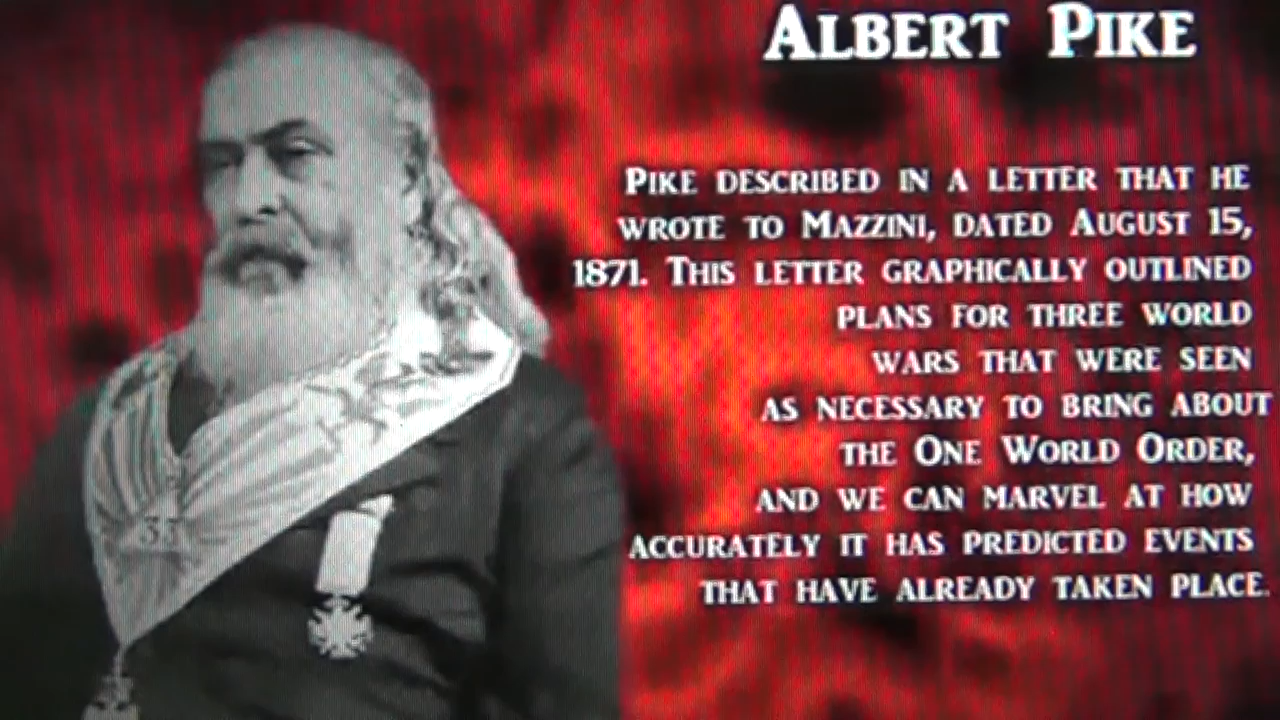 ALBERT PIKE
PIKE DESCRIBED IN A LETTER THAT HE
WROTE TO MAZZINI, DATED AUGUST 15,
1871. THIS LETTER GRAPHICALLY OUTLINED
PLANS FOR THREE WORLD
WARS THAT WERE SEEN
AS NECESSARY TO BRING ABOUT
THE ONE WORLD ORDER,
AND WE CAN MARVEL AT HOW
ACCURATELY IT HAS PREDICTED EVENTS
THAT HAVE ALREADY TAKEN PLACE.
33